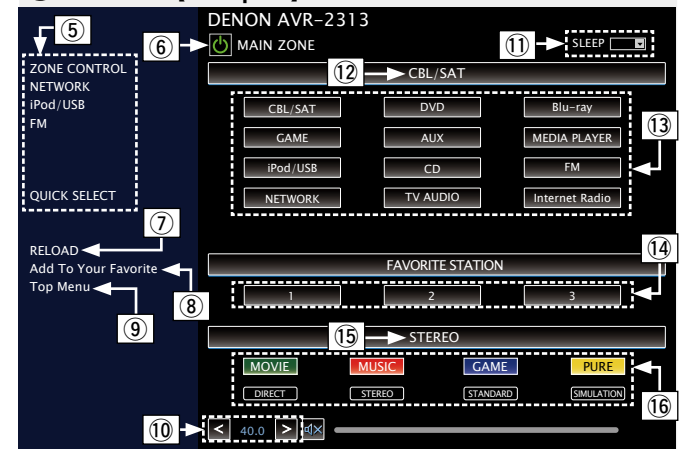 DENON AVR-2313
⑤
⑥
MAIN ZONE
⑪
SLEEP
ZONE CONTROL
NETWORK
iPod/USB
FM
QUICK SELECT
⑫
CBL/SAT
CBL/SAT
DVD
Blu-ray
GAME
AUX
MEDIA PLAYER
⑬
iPod/USB
CD
FM
NETWORK
TV AUDIO
Internet Radio
⑦
RELOAD
Add To Your Favorite
Top Menu
⑧
⑨
FAVORITE STATION
⑭
1
2
3
⑮
STEREO
MOVIE
MUSIC
GAME
PURE
DIRECT
STEREO
STANDARD
SIMULATION
⑯
⑩
<
40.0
>